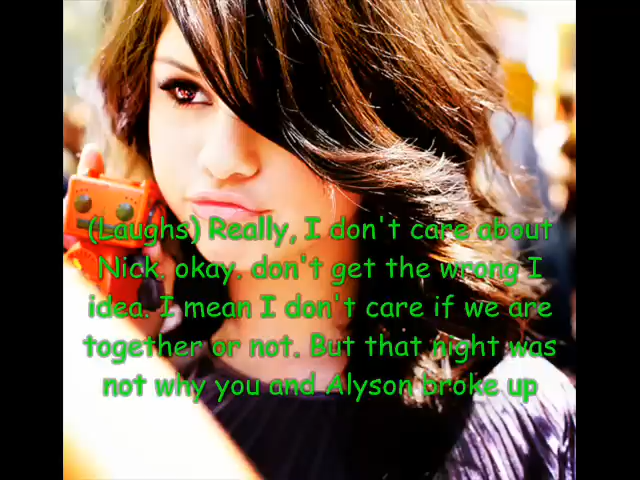 (Laughs) Really, I don't care about
Nick, okay. don't get the wrong I
idea. I mean I don't care if we are
together or not. But that night was
not why you and Alyson broke up